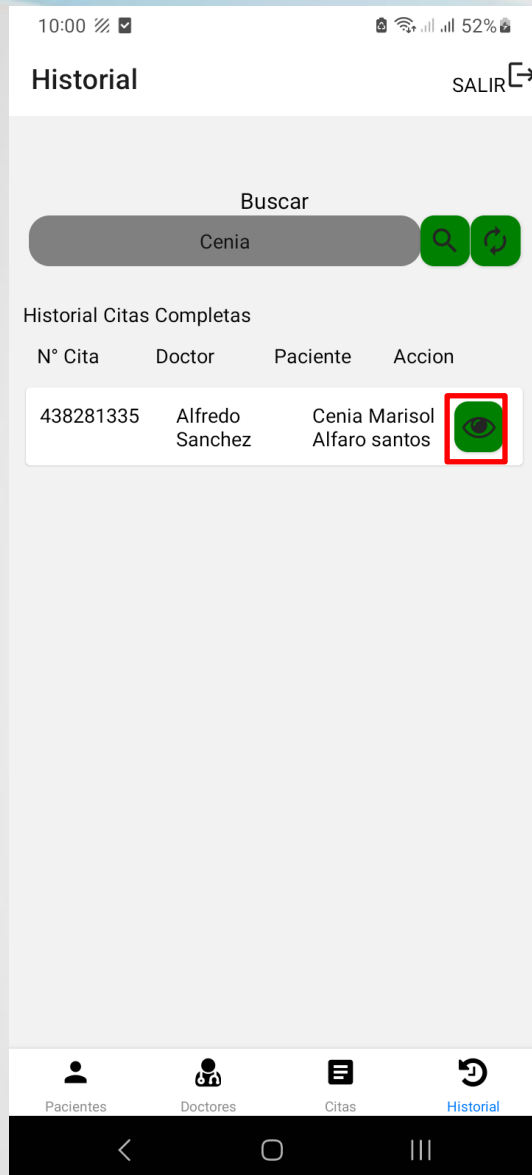 10:00 52%
Historial SALIR
Buscar
Cenia
Historial Citas Completas
N° Cita Doctor Paciente Accion
438281335 Alfredo Cenia Marisol
Sanchez Alfaro santos
Pacientes Doctores Citas Historial